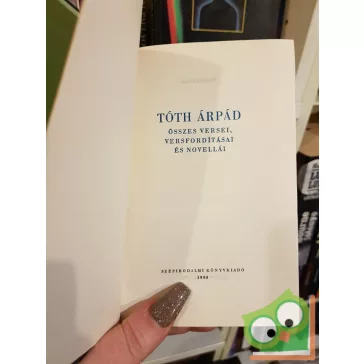 TÓTH ÁRPÁD
ÖSSZES VERSEI,
VERSFORDÍTÁSAI
ÉS NOVELLÁI
SZÉPIRODALMI KÖNYVKIADÓ